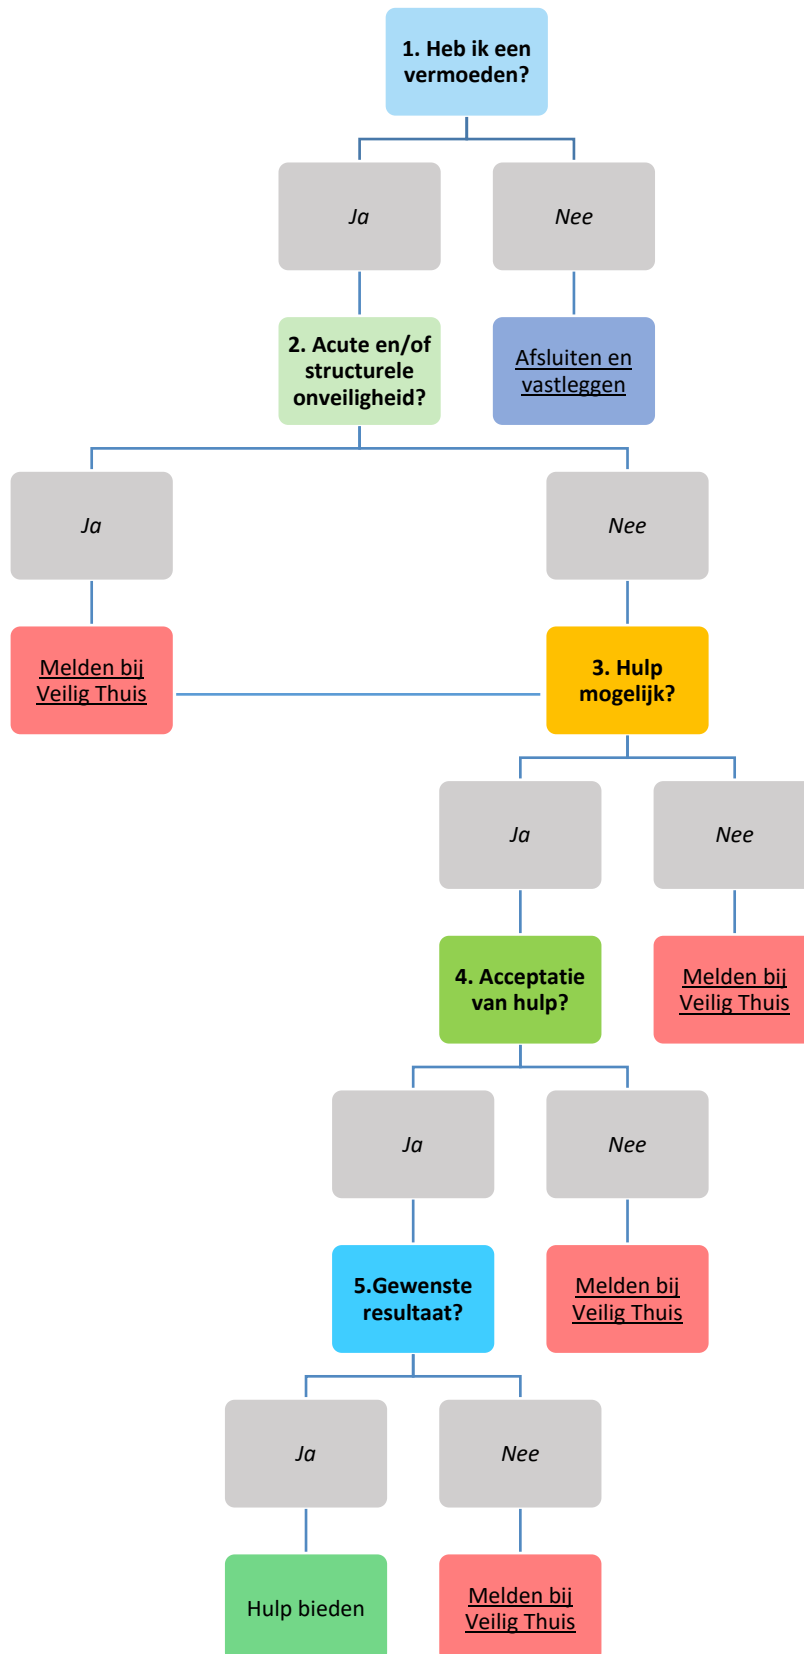 1. Heb ik een
vermoeden?
Ja
Nee
2. Acute en/of
structurele
onveiligheid?
Afsluiten en
vastleggen
Ja
Nee
Melden bij
Veilig Thuis
3. Hulp
mogelijk?
Ja
Nee
4. Acceptatie
van hulp?
Melden bij
Veilig Thuis
Ja
Nee
5.Gewenste
resultaat?
Melden bij
Veilig Thuis
Ja
Nee
Hulp bieden
Melden bij
Veilig Thuis